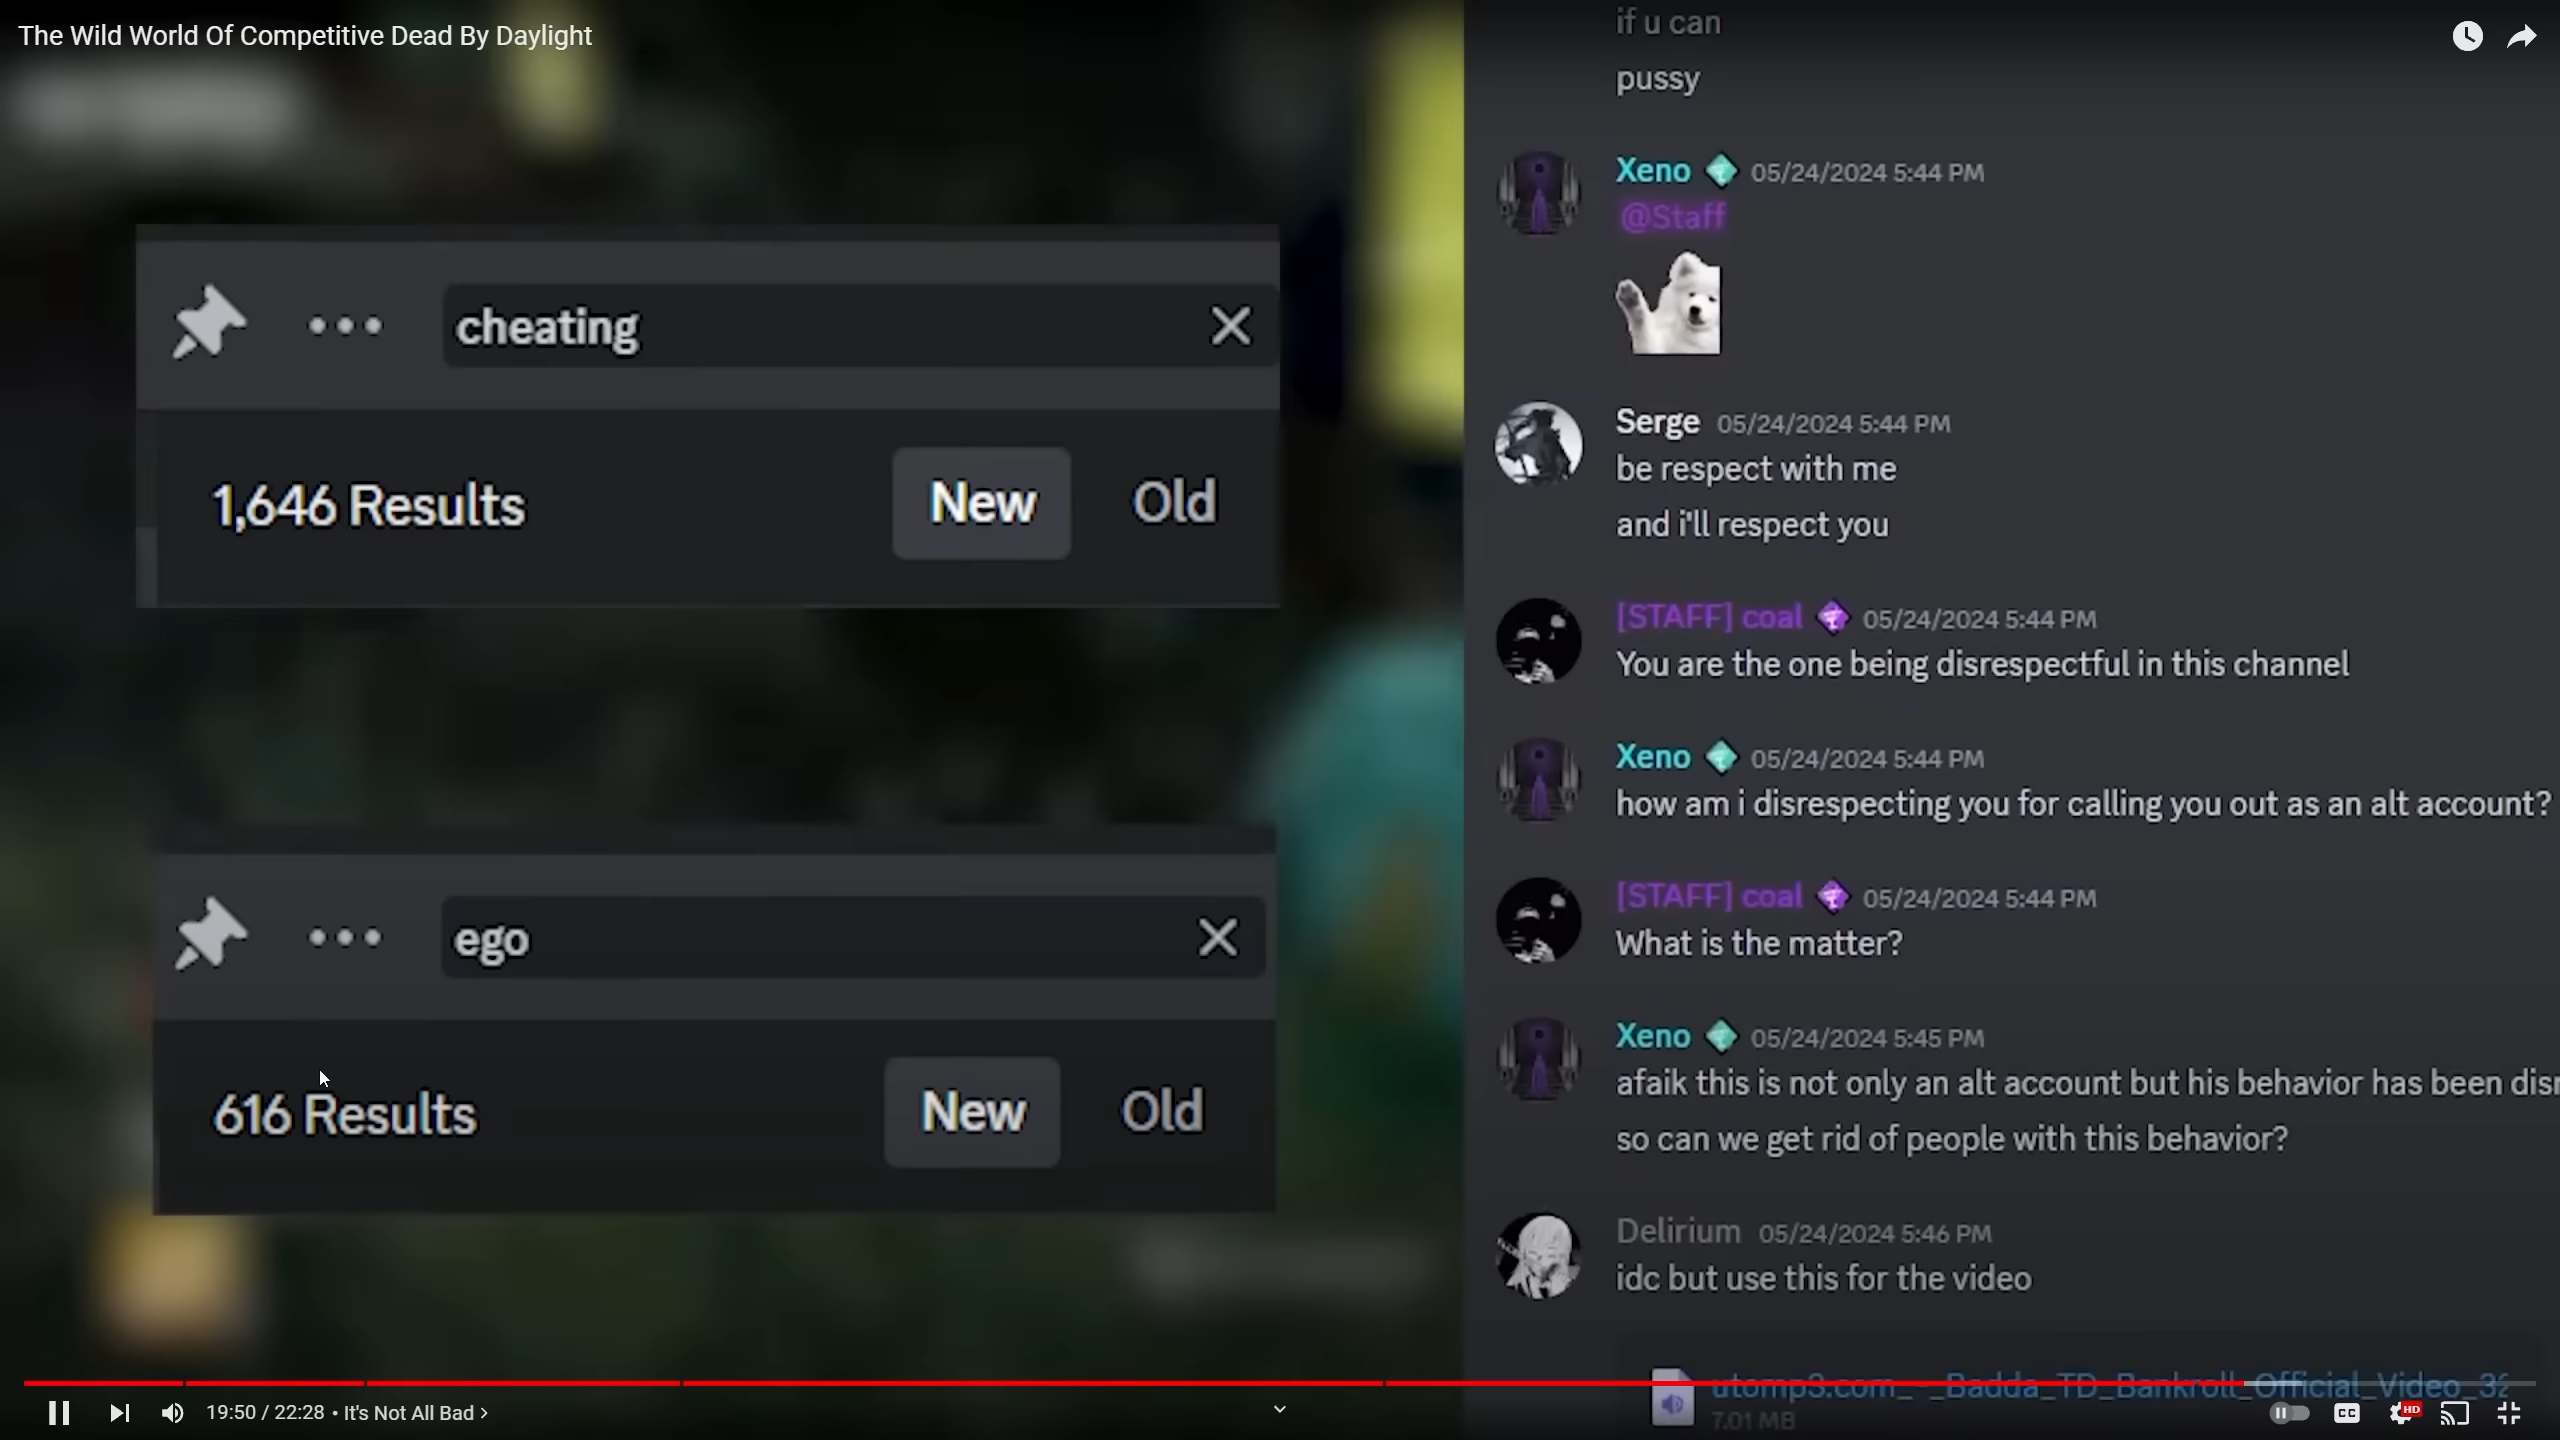 The Wild World Of Competitive Dead By Daylight
cheating
1,646 Results
New
Old
ego
616 Results
New
Old
if u can
pussy
Xeno 05/24/2024 5:44 PM
@Staff
Serge 05/24/2024 5:44 PM
be respect with me
and i'll respect you
[STAFF] coal 05/24/2024 5:44 PM
You are the one being disrespectful in this channel
Xeno 05/24/2024 5:44 PM
how am i disrespecting you for calling you out as an alt account?
[STAFF] coal 05/24/2024 5:44 PM
What is the matter?
Xeno 05/24/2024 5:45 PM
afaik this is not only an alt account but his behavior has been
so can we get rid of people with this behavior?
Delirium 05/24/2024 5:46 PM
idc but use this for the video
utomp3.com_-_Badda_TD_Bankroll_Official_Video_32
7.01 MB
19:50 / 22:28 • It's Not All Bad ›
CC
HD